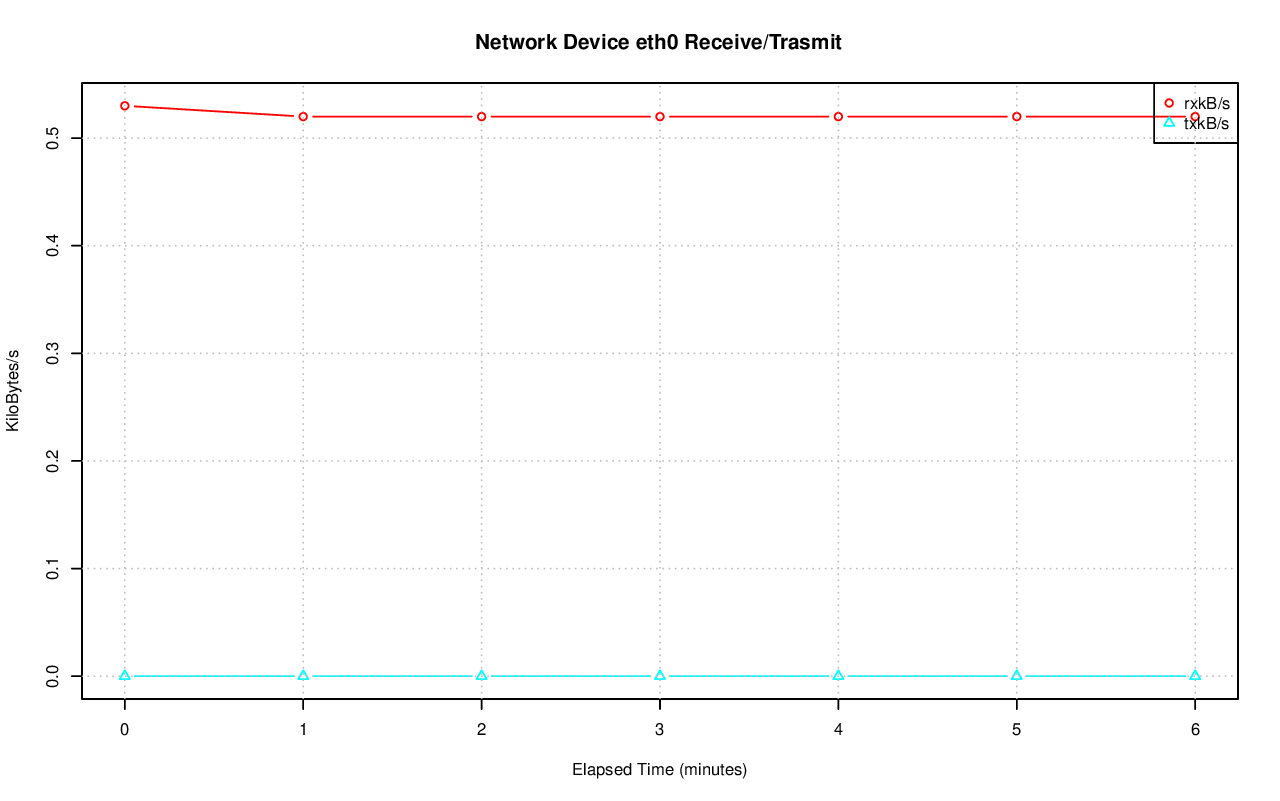 Network Device eth0 Receive/Trasmit
rxkB/s
txkB/s
0.5
0.4
0.3
0.2
0.1
0.0
KiloBytes/s
0 1 2 3 4 5 6
Elapsed Time (minutes)